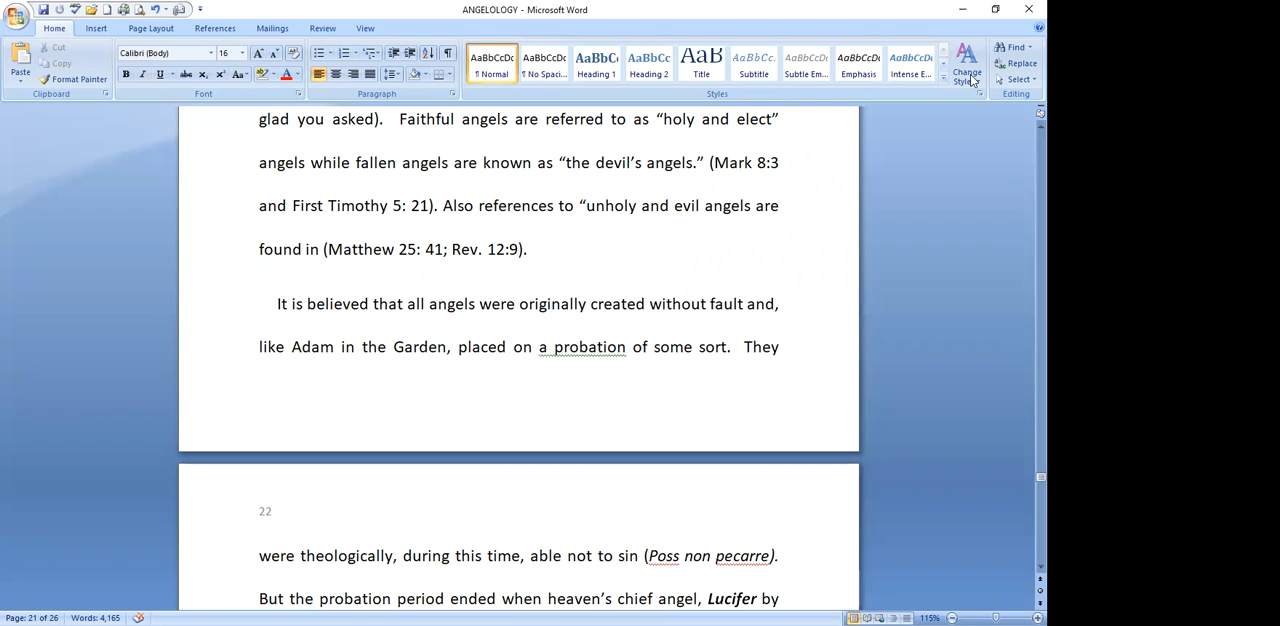 ANGELOLOGY - Microsoft Word
Home Insert Page Layout References Mailings Review View
Paste
Cut
Copy
Format Painter
Calibri (Body) 16
B I U abc X₂ X² Aa
AaBbCcDc AaBbCcDc AaBbC AaBbCc AaB AaBbCc. AaBbCcDc AaBbCcDc AaBbCcDc
¶ Normal ¶ No Spaci... Heading 1 Heading 2 Title Subtitle Subtle Em... Emphasis Intense E...
Change
Styles
Find
Replace
Select
Clipboard Font Paragraph Styles Editing
glad you asked). Faithful angels are referred to as “holy and elect”
angels while fallen angels are known as “the devil’s angels.” (Mark 8:3
and First Timothy 5: 21). Also references to “unholy and evil angels are
found in (Matthew 25: 41; Rev. 12:9).
It is believed that all angels were originally created without fault and,
like Adam in the Garden, placed on a probation of some sort. They
22
were theologically, during this time, able not to sin (Poss non pecarre).
But the probation period ended when heaven’s chief angel, Lucifer by
Page: 21 of 26 Words: 4,165 115%